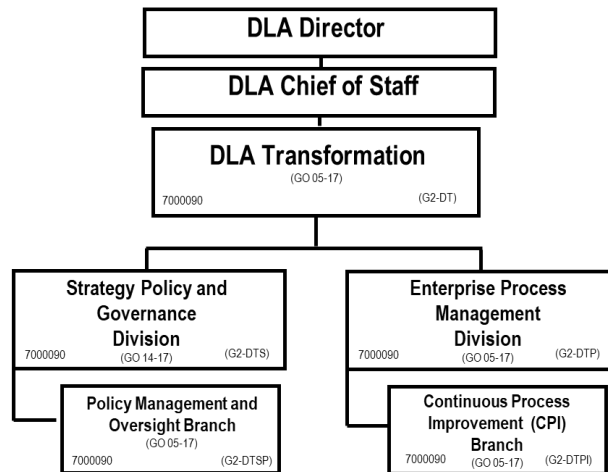 DLA Director
DLA Chief of Staff
DLA Transformation
(GO 05-17)
7000090 (G2-DT)
Strategy Policy and
Governance
Division
7000090 (GO 14-17) (G2-DTS)
Enterprise Process
Management
Division
7000090 (GO 05-17) (G2-DTP)
Policy Management and
Oversight Branch
(GO 05-17)
7000090 (G2-DTSP)
Continuous Process
Improvement (CPI)
Branch
7000090 (GO 05-17) (G2-DTPI)